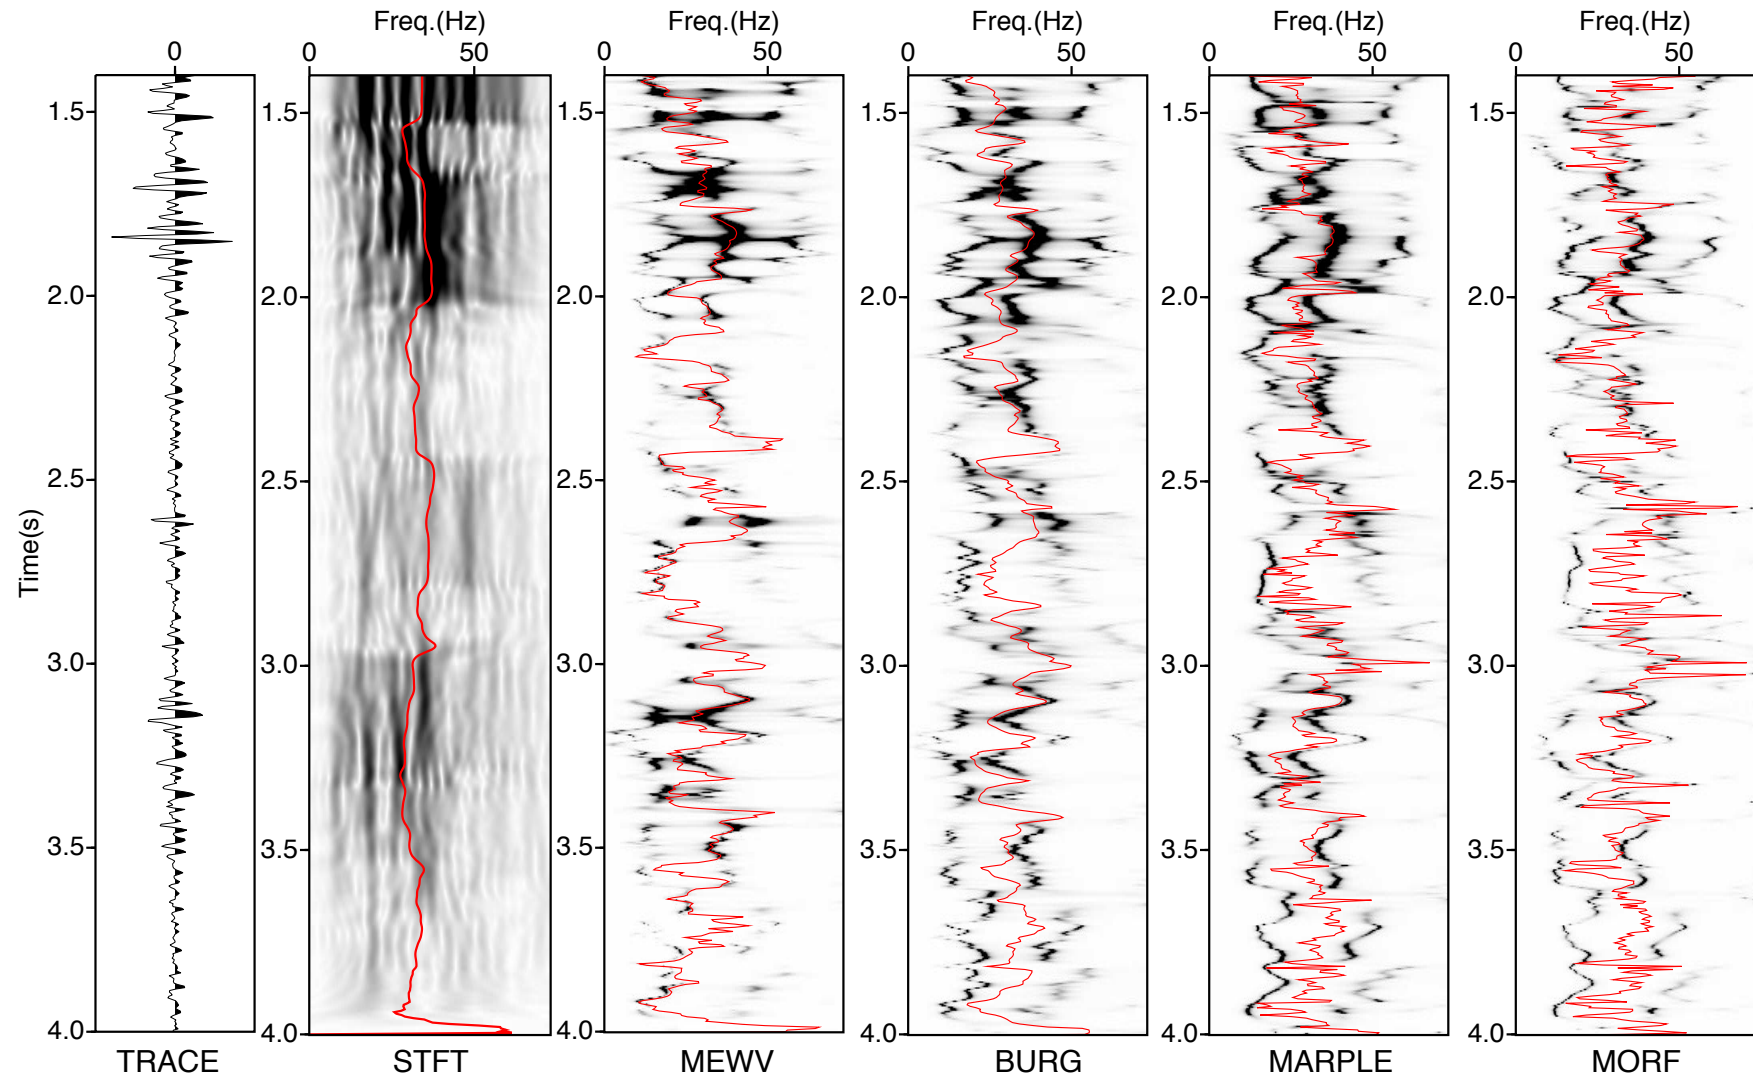 Freq.(Hz) Freq.(Hz) Freq.(Hz) Freq.(Hz) Freq.(Hz)
0 0 50 0 50 0 50 0 50 0 50
1.5 1.5 1.5 1.5 1.5 1.5
2.0 2.0 2.0 2.0 2.0 2.0
2.5 2.5 2.5 2.5 2.5 2.5
Time(s)
3.0 3.0 3.0 3.0 3.0 3.0
3.5 3.5 3.5 3.5 3.5 3.5
4.0 4.0 4.0 4.0 4.0 4.0
TRACE STFT MEWV BURG MARPLE MORF